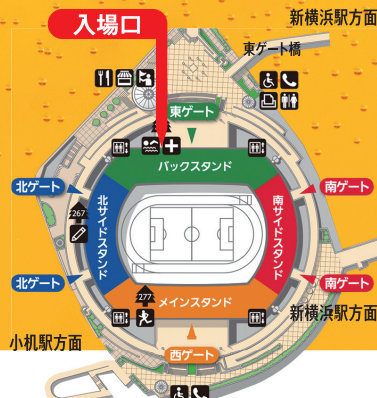 新横浜駅方面
入場口
東ゲート橋
東ゲート
バックスタンド
北ゲート
南ゲート
267
北サイドスタンド
南サイドスタンド
北ゲート
南ゲート
277
メインスタンド
新横浜駅方面
小机駅方面
西ゲート